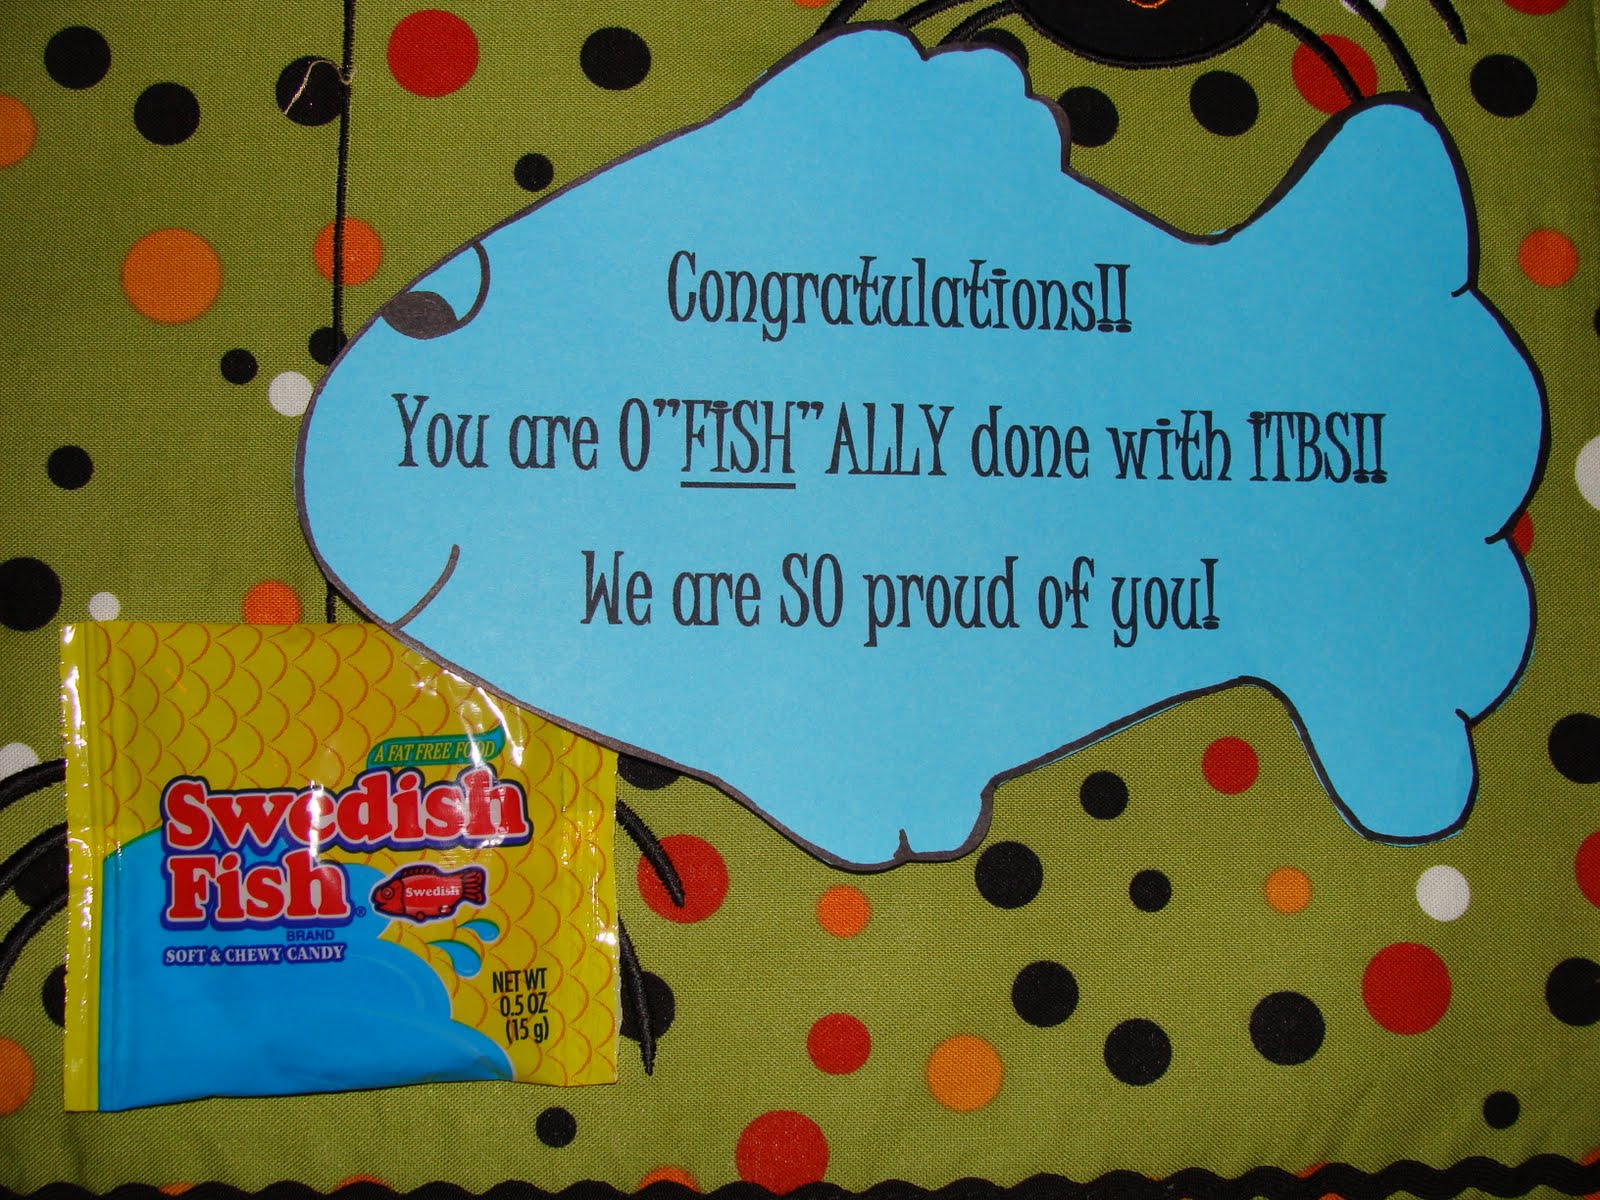 Congratulations!!
You are O"FISH"ALLY done with ITBS!!
We are SO proud of you!
A FAT FREE FOOD
Swedish
Fish®
Swedish
BRAND
SOFT & CHEWY CANDY
NET WT
0.5 OZ
(15 g)